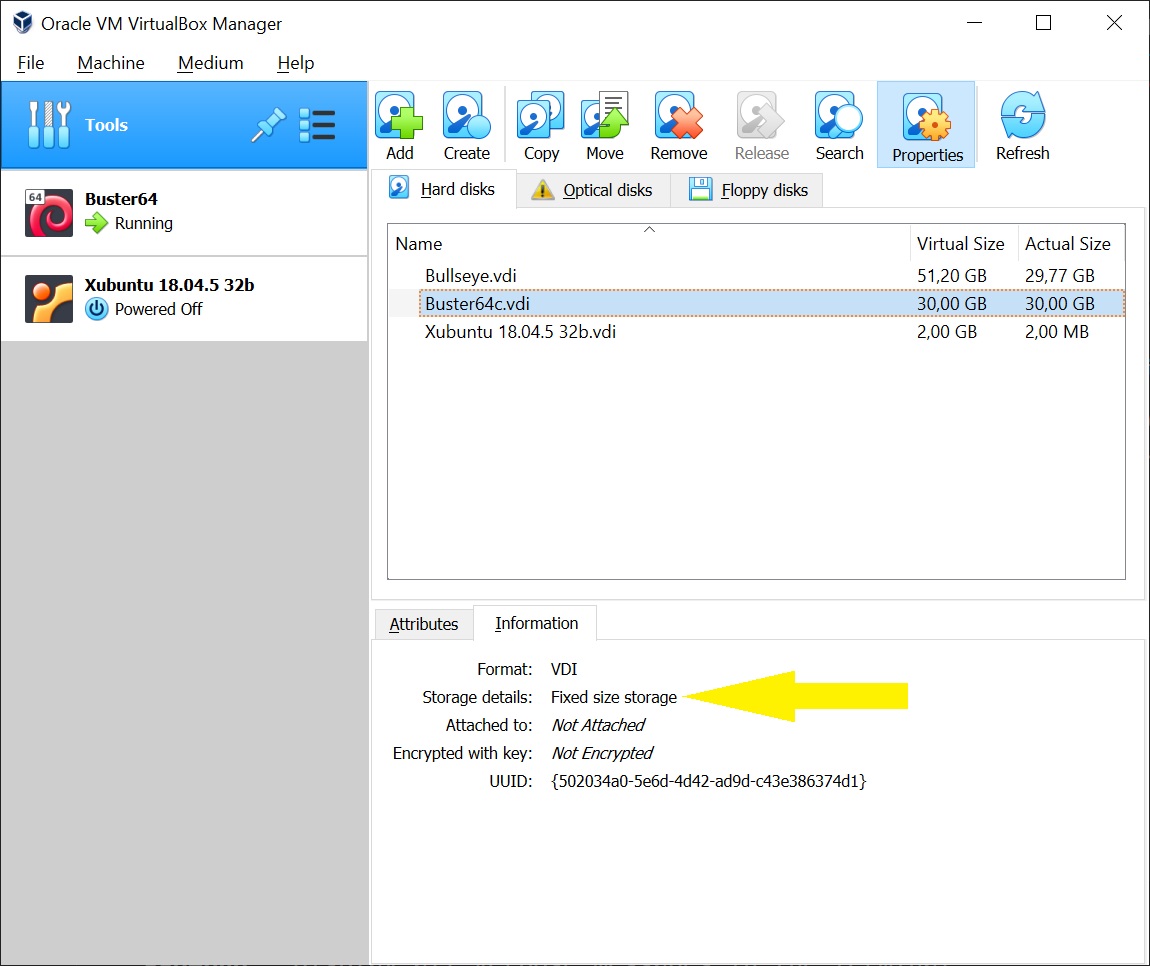 Oracle VM VirtualBox Manager
File Machine Medium Help
Tools
Add Create Copy Move Remove Release Search Properties Refresh
64
Buster64
Running
Xubuntu 18.04.5 32b
Powered Off
Hard disks Optical disks Floppy disks
Name Virtual Size Actual Size
Bullseye.vdi 51,20 GB 29,77 GB
Buster64c.vdi 30,00 GB 30,00 GB
Xubuntu 18.04.5 32b.vdi 2,00 GB 2,00 MB
Attributes Information
Format: VDI
Storage details: Fixed size storage
Attached to: Not Attached
Encrypted with key: Not Encrypted
UUID: {502034a0-5e6d-4d42-ad9d-c43e386374d1}